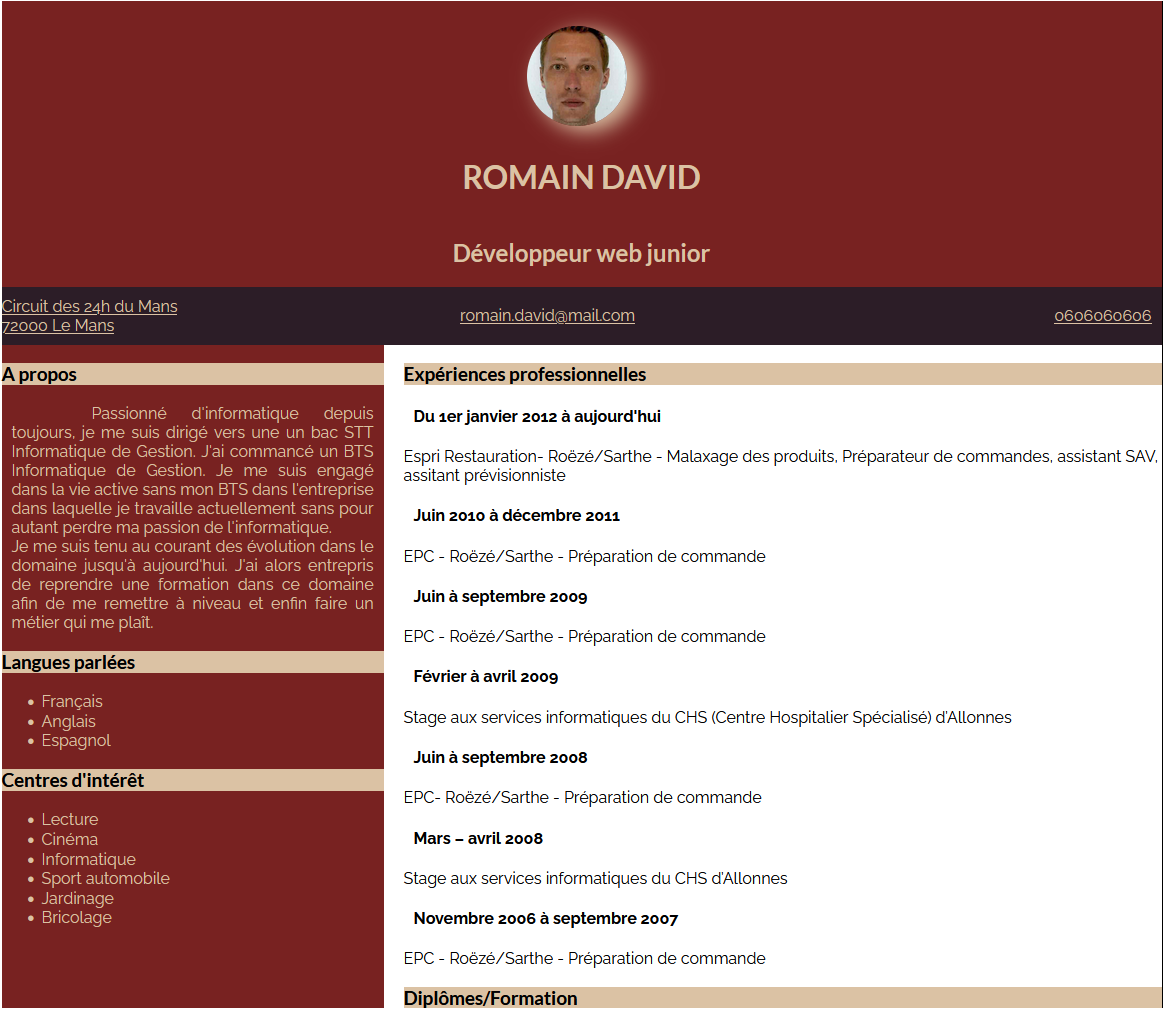 ROMAIN DAVID
Développeur web junior
Circuit des 24h du Mans
72000 Le Mans
romain.david@mail.com
0606060606
A propos
Passionné d'informatique depuis
toujours, je me suis dirigé vers une un bac STT
Informatique de Gestion. J'ai commancé un BTS
Informatique de Gestion. Je me suis engagé
dans la vie active sans mon BTS dans l'entreprise
dans laquelle je travaille actuellement sans pour
autant perdre ma passion de l'informatique.
Je me suis tenu au courant des évolution dans le
domaine jusqu'à aujourd'hui. J'ai alors entrepris
de reprendre une formation dans ce domaine
afin de me remettre à niveau et enfin faire un
métier qui me plaît.
Langues parlées
• Français
• Anglais
• Espagnol
Centres d'intérêt
• Lecture
• Cinéma
• Informatique
• Sport automobile
• Jardinage
• Bricolage
Expériences professionnelles
Du 1er janvier 2012 à aujourd'hui
Espri Restauration- Roëzé/Sarthe - Malaxage des produits, Préparateur de commandes, assistant SAV,
assitant prévisionniste
Juin 2010 à décembre 2011
EPC - Roëzé/Sarthe - Préparation de commande
Juin à septembre 2009
EPC - Roëzé/Sarthe - Préparation de commande
Février à avril 2009
Stage aux services informatiques du CHS (Centre Hospitalier Spécialisé) d'Allonnes
Juin à septembre 2008
EPC- Roëzé/Sarthe - Préparation de commande
Mars – avril 2008
Stage aux services informatiques du CHS d'Allonnes
Novembre 2006 à septembre 2007
EPC - Roëzé/Sarthe - Préparation de commande
Diplômes/Formation